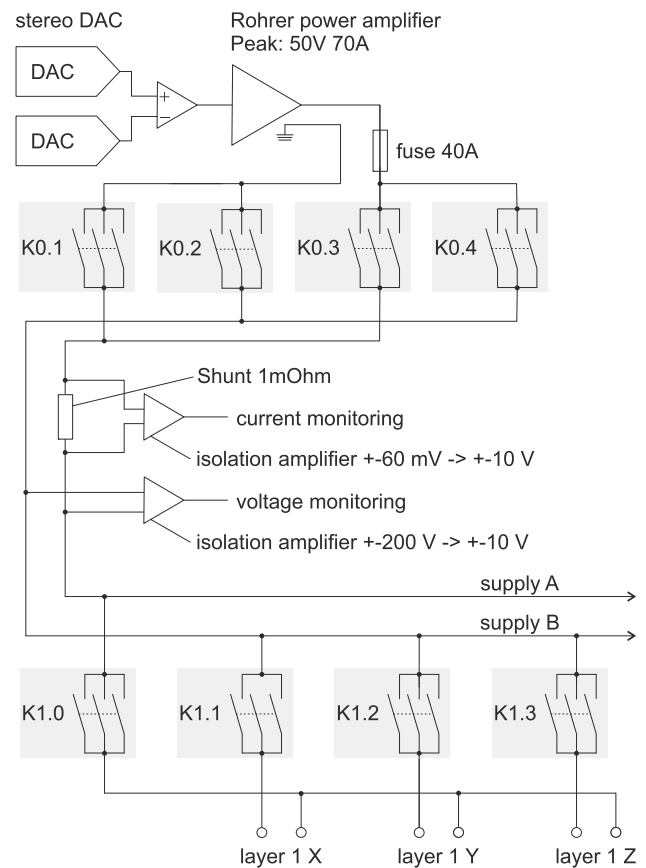 stereo DAC
Rohrer power amplifier
Peak: 50V 70A
DAC
+
−
DAC
fuse 40A
K0.1
K0.2
K0.3
K0.4
Shunt 1mOhm
current monitoring
isolation amplifier +-60 mV -> +-10 V
voltage monitoring
isolation amplifier +-200 V -> +-10 V
supply A
supply B
K1.0
K1.1
K1.2
K1.3
layer 1 X
layer 1 Y
layer 1 Z